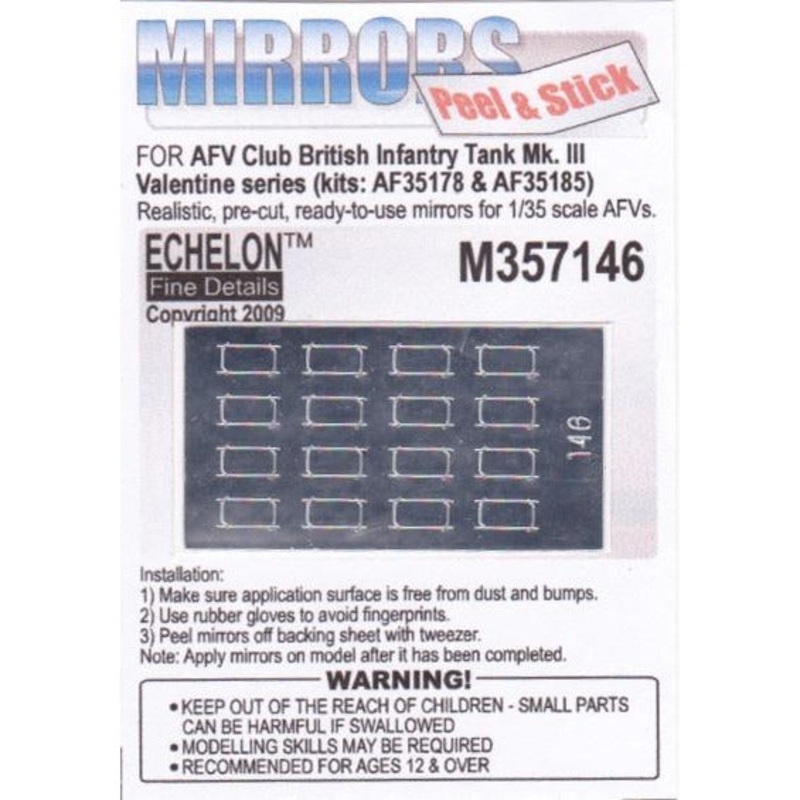 MIRRORS
Peel & Stick
FOR AFV Club British Infantry Tank Mk. III
Valentine series (kits: AF35178 & AF35185)
Realistic, pre-cut, ready-to-use mirrors for 1/35 scale AFVs.
ECHELON™
M357146
Fine Details
Copyright 2009
146
Installation:
1) Make sure application surface is free from dust and bumps.
2) Use rubber gloves to avoid fingerprints.
3) Peel mirrors off backing sheet with tweezer.
Note: Apply mirrors on model after it has been completed.
WARNING!
• KEEP OUT OF THE REACH OF CHILDREN - SMALL PARTS
CAN BE HARMFUL IF SWALLOWED
• MODELLING SKILLS MAY BE REQUIRED
• RECOMMENDED FOR AGES 12 & OVER